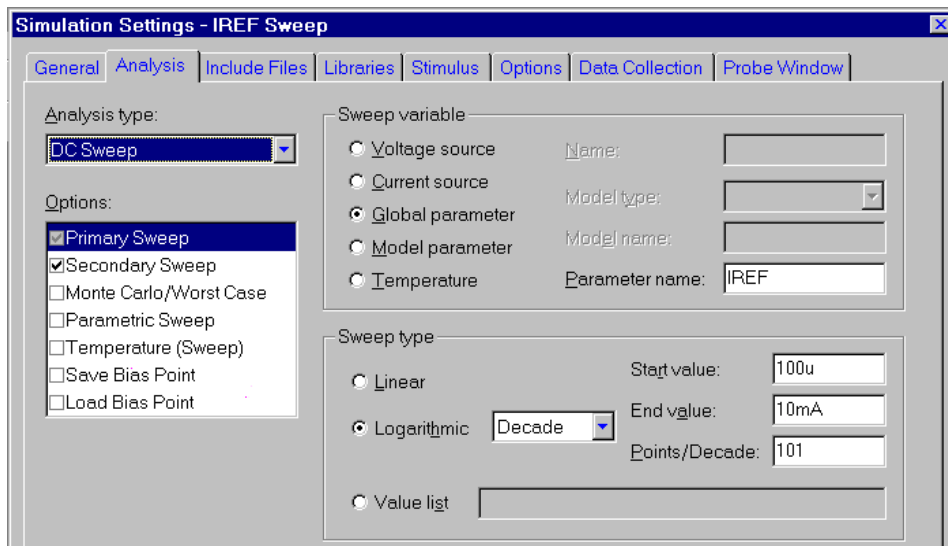 Simulation Settings - IREF Sweep
General Analysis Include Files Libraries Stimulus Options Data Collection Probe Window
Analysis type:
DC Sweep
Options:
Primary Sweep
Secondary Sweep
Monte Carlo/Worst Case
Parametric Sweep
Temperature (Sweep)
Save Bias Point
Load Bias Point
Sweep variable
Voltage source
Current source
Global parameter
Model parameter
Temperature
Name:
Model type:
Model name:
Parameter name: IREF
Sweep type
Linear
Logarithmic Decade
Value list
Start value: 100u
End value: 10mA
Points/Decade: 101